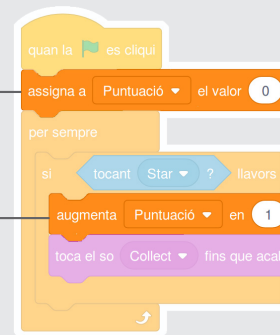 quan la es cliqui
assigna a Puntuació el valor 0
per sempre
si tocant Star ? llavors
augmenta Puntuació en 1
toca el so Collect fins que acab